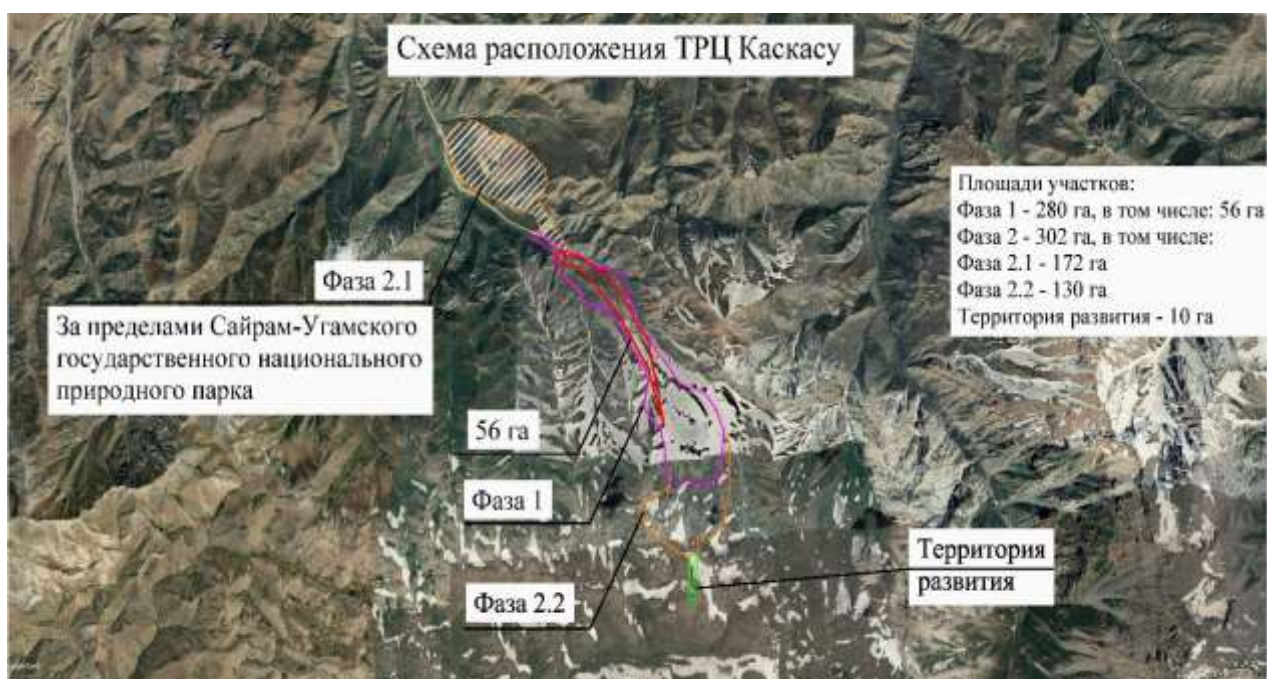 Схема расположения ТРЦ Каскасу
Площади участков:
Фаза 1 - 280 га, в том числе: 56 га
Фаза 2 - 302 га, в том числе:
Фаза 2.1 - 172 га
Фаза 2.2 - 130 га
Территория развития - 10 га
Фаза 2.1
За пределами Сайрам-Угамского
государственного национального
природного парка
56 га
Фаза 1
Фаза 2.2
Территория
развития